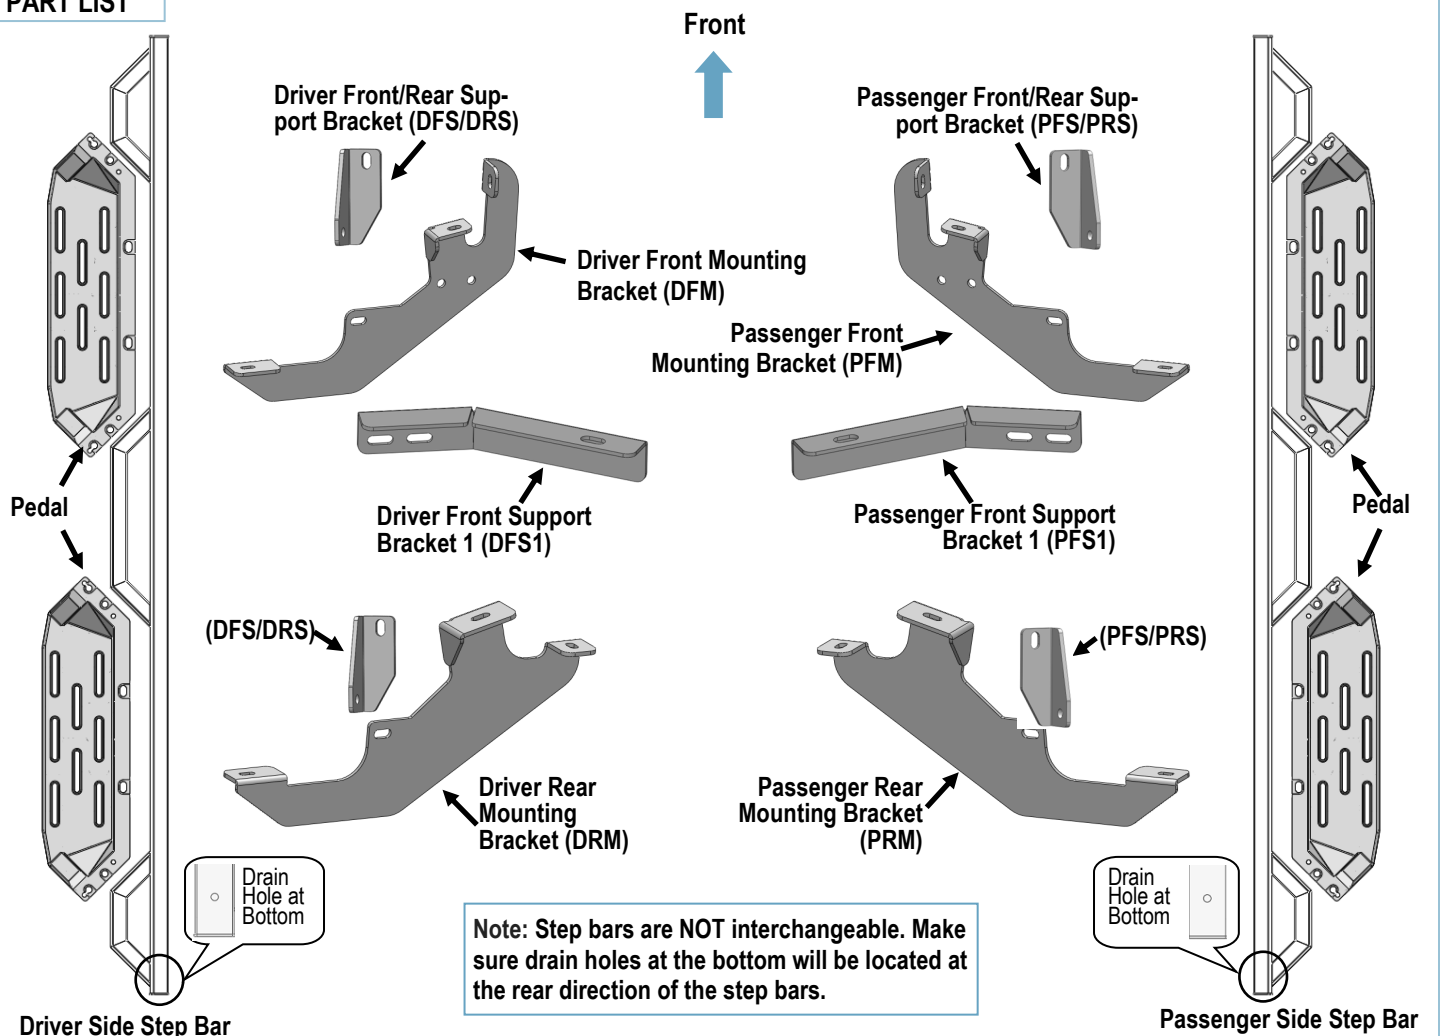 PART LIST
Front
Driver Front/Rear Sup-
port Bracket (DFS/DRS)
Passenger Front/Rear Sup-
port Bracket (PFS/PRS)
Driver Front Mounting
Bracket (DFM)
Passenger Front
Mounting Bracket (PFM)
Pedal
Pedal
Driver Front Support
Bracket 1 (DFS1)
Passenger Front Support
Bracket 1 (PFS1)
(DFS/DRS)
(PFS/PRS)
Driver Rear
Mounting
Bracket (DRM)
Passenger Rear
Mounting Bracket
(PRM)
Drain
Hole at
Bottom
Drain
Hole at
Bottom
Note: Step bars are NOT interchangeable. Make
sure drain holes at the bottom will be located at
the rear direction of the step bars.
Driver Side Step Bar
Passenger Side Step Bar